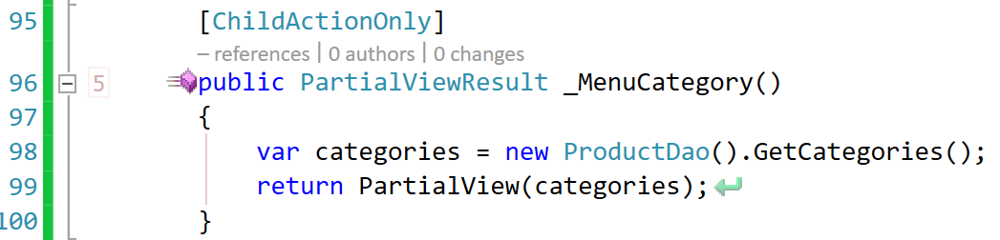 95 [ChildActionOnly]
– references | 0 authors | 0 changes
96 5 public PartialViewResult _MenuCategory()
97 {
98 var categories = new ProductDao().GetCategories();
99 return PartialView(categories);
100 }